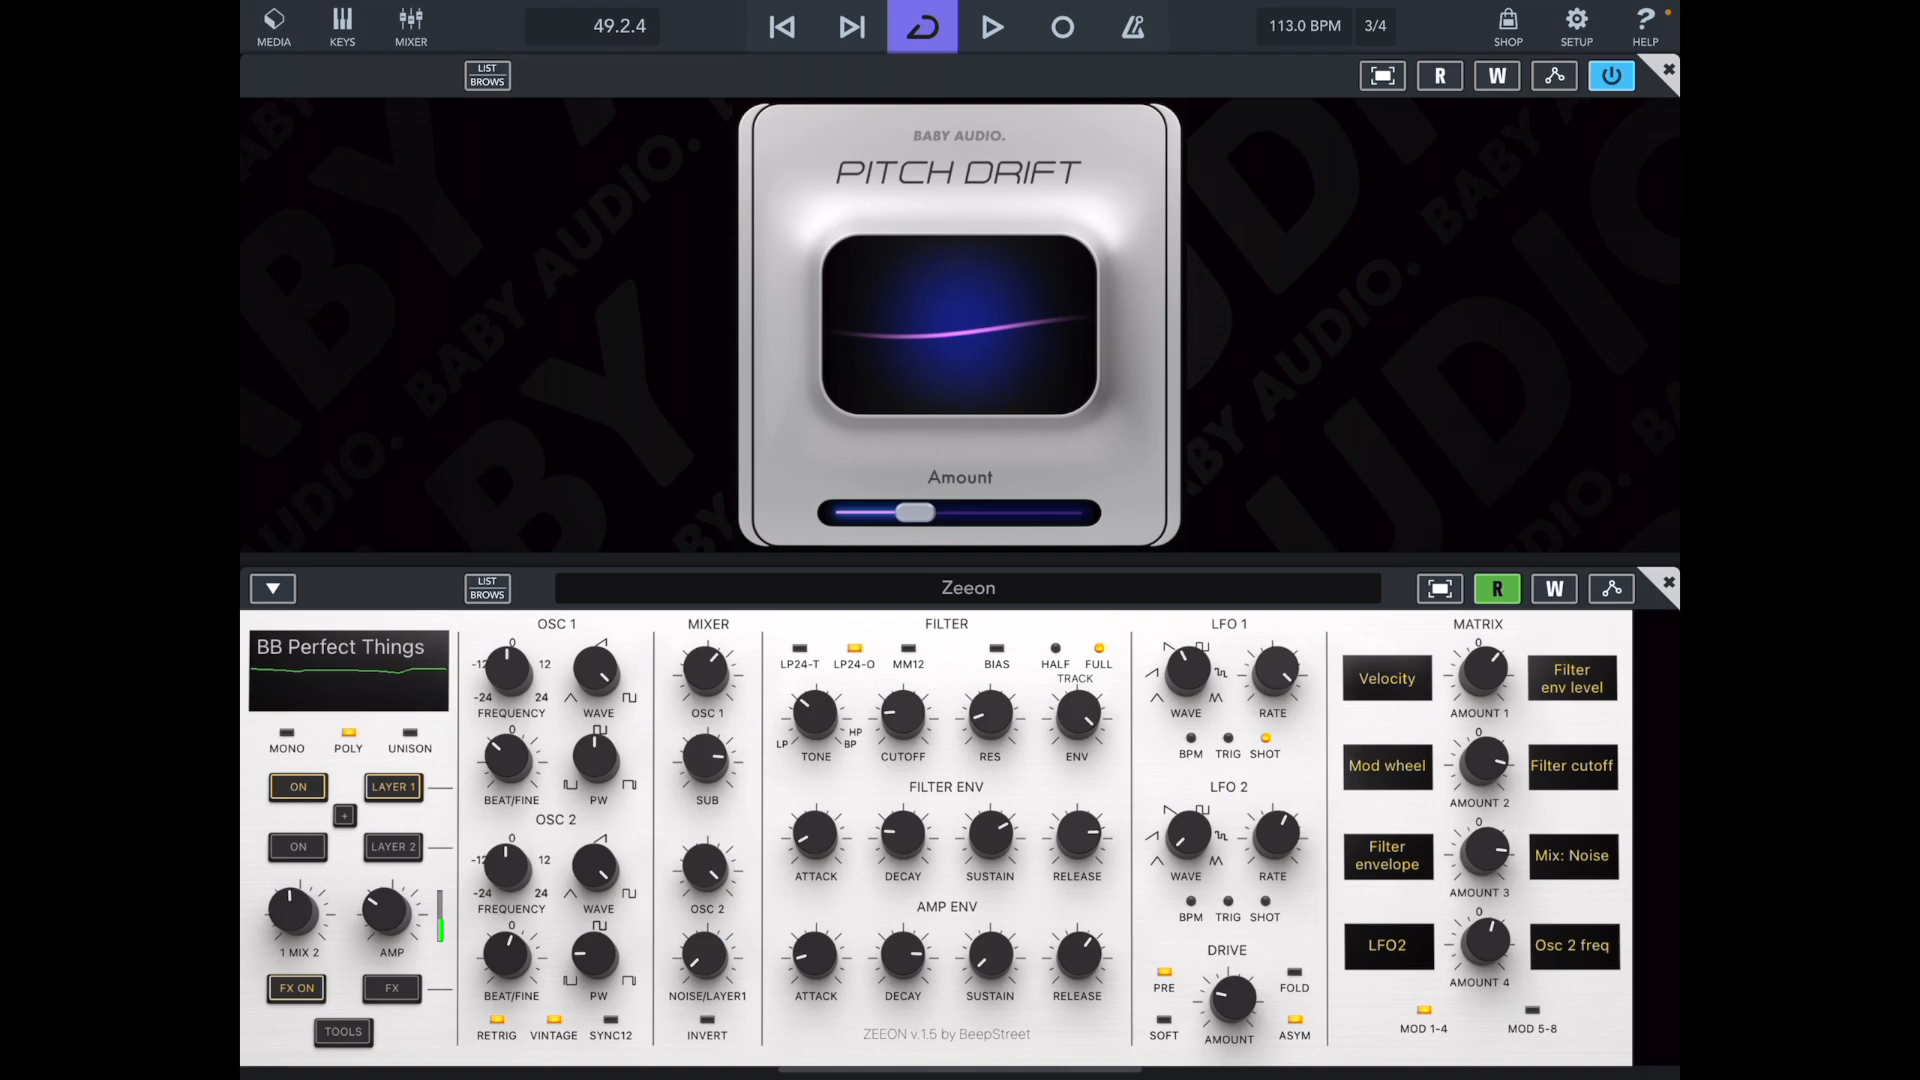 MEDIA
KEYS
MIXER
49.2.4
113.0 BPM
3/4
SHOP
SETUP
? HELP
LIST
BROWS
R
W
BABY AUDIO.
PITCH DRIFT
BABY AUDIO.
BABY AUDIO.
Amount
LIST
BROWS
Zeeon
R
W
BB Perfect Things
MONO
POLY
UNISON
ON
LAYER 1
+
ON
LAYER 2
1 MIX 2
AMP
FX ON
FX
TOOLS
OSC 1
0
-12
12
-24
24
FREQUENCY
WAVE
0
BEAT/FINE
PW
OSC 2
0
-12
12
-24
24
FREQUENCY
WAVE
0
BEAT/FINE
PW
RETRIG
VINTAGE
SYNC12
MIXER
OSC 1
SUB
OSC 2
NOISE/LAYER1
INVERT
FILTER
LP24-T
LP24-O
MM12
BIAS
HALF
FULL
TRACK
LP
HP
BP
TONE
CUTOFF
RES
ENV
FILTER ENV
ATTACK
DECAY
SUSTAIN
RELEASE
AMP ENV
ATTACK
DECAY
SUSTAIN
RELEASE
ZEEON v.1.5 by BeepStreet
LFO 1
WAVE
RATE
BPM
TRIG
SHOT
LFO 2
WAVE
RATE
BPM
TRIG
SHOT
DRIVE
PRE
FOLD
SOFT
AMOUNT
ASYM
MATRIX
Velocity
0
AMOUNT 1
Filter
env level
Mod wheel
0
AMOUNT 2
Filter cutoff
Filter
envelope
0
AMOUNT 3
Mix: Noise
LFO2
0
AMOUNT 4
Osc 2 freq
MOD 1-4
MOD 5-8